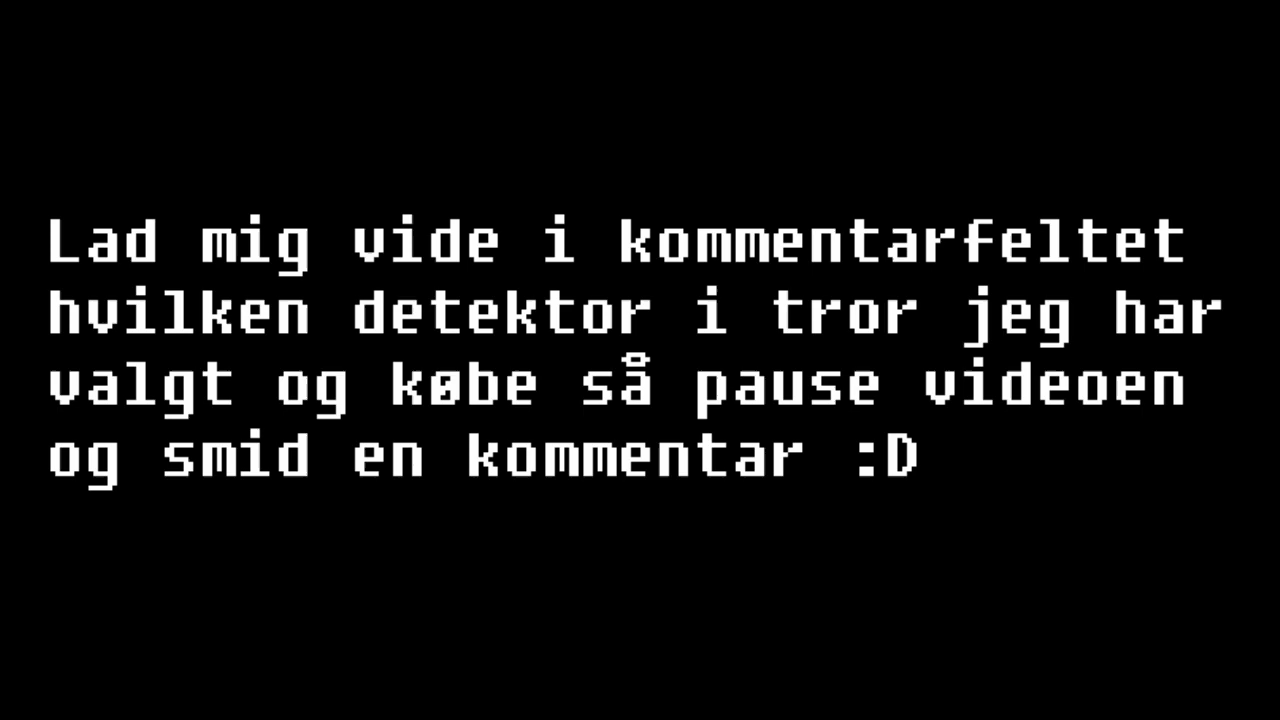 Lad mig vide i kommentarfeltet
hvilken detektor i tror jeg har
valgt og købe så pause videoen
og smid en kommentar :D